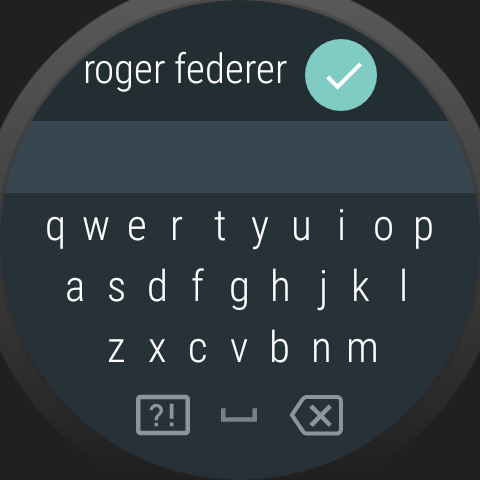 roger federer
q w e r t y u i o p
a s d f g h j k l
z x c v b n m
?!